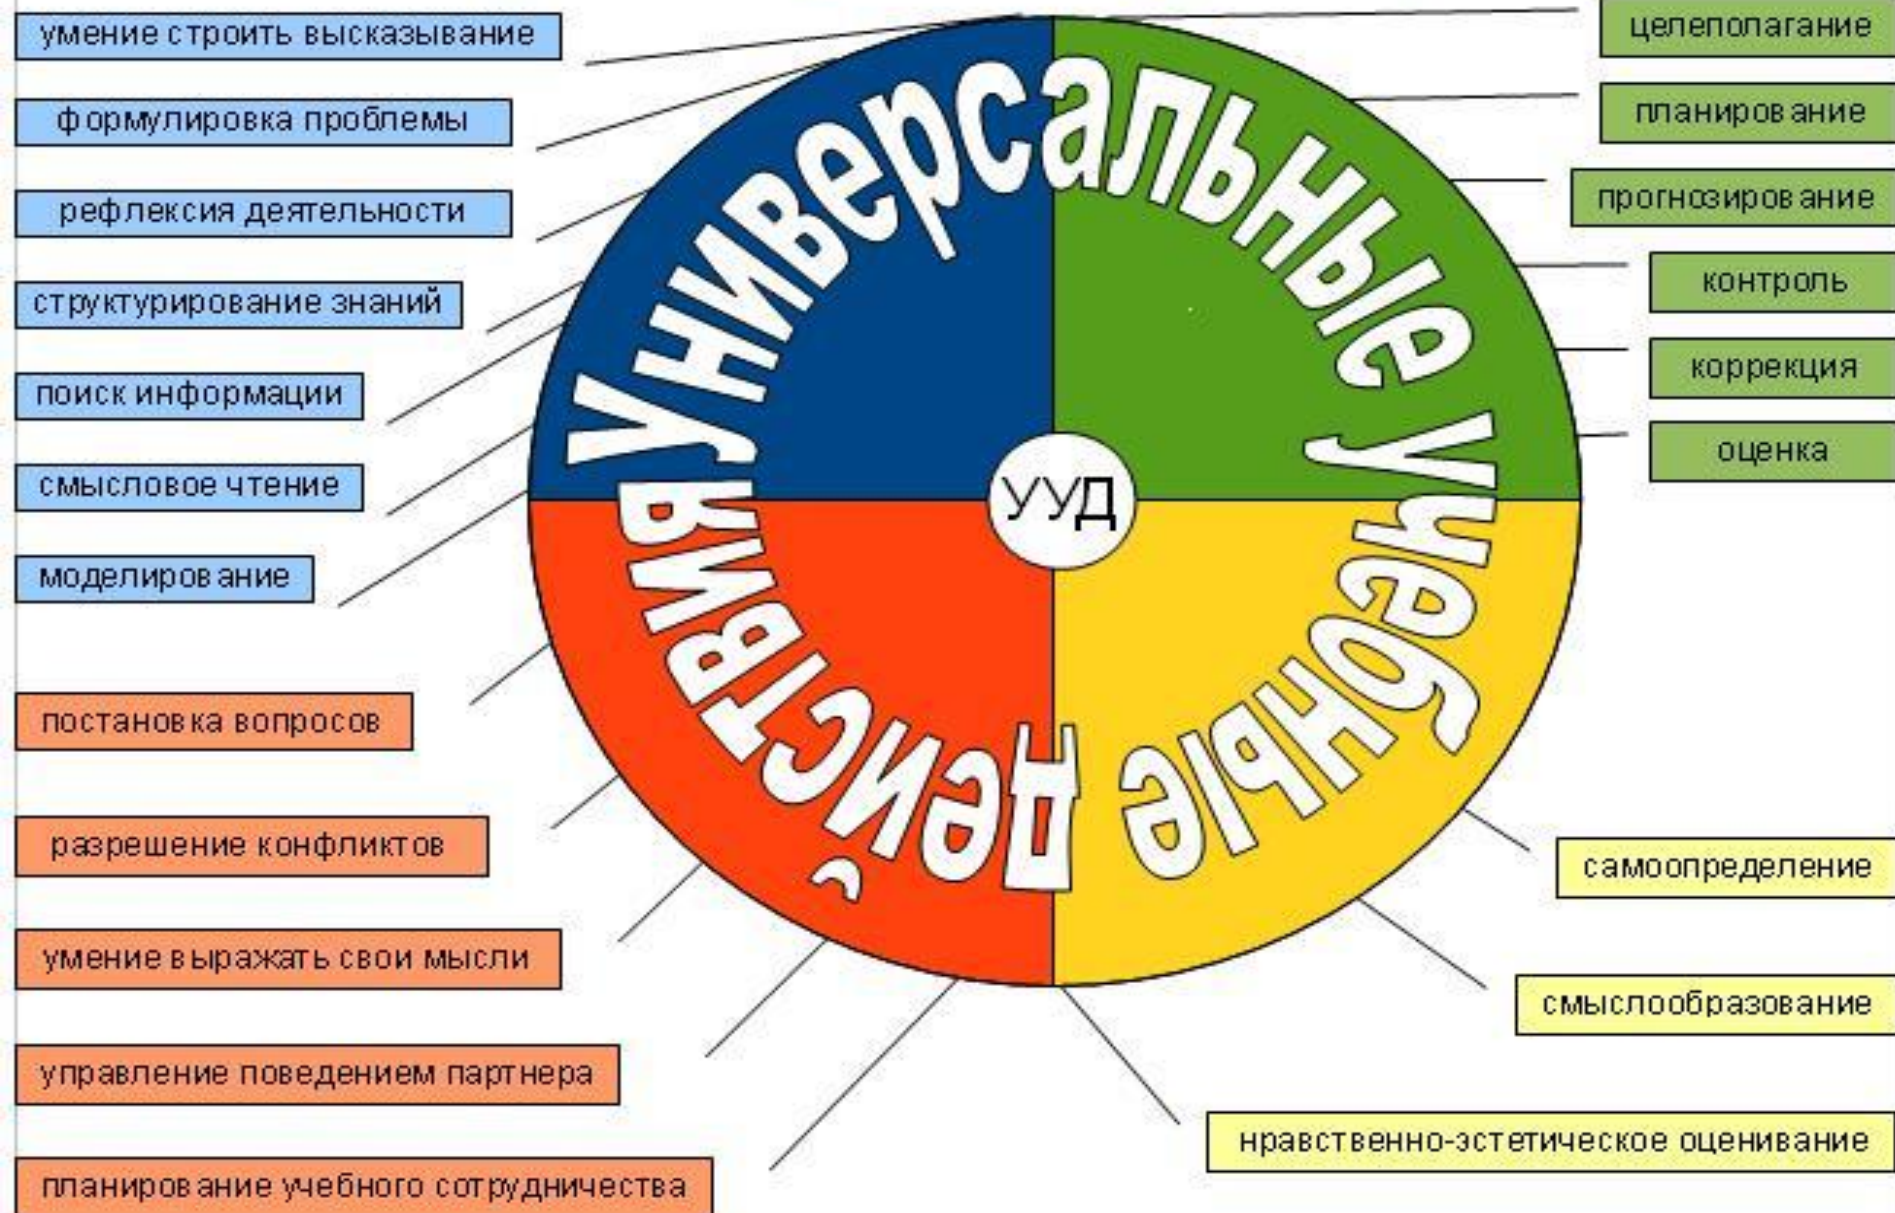 умение строить высказывание
формулировка проблемы
рефлексия деятельности
структурирование знаний
поиск информации
смысловое чтение
моделирование
постановка вопросов
разрешение конфликтов
умение выражать свои мысли
управление поведением партнера
планирование учебного сотрудничества
Универсальные учебные действия
УУД
целеполагание
планирование
прогнозирование
контроль
коррекция
оценка
самоопределение
смыслообразование
нравственно-эстетическое оценивание